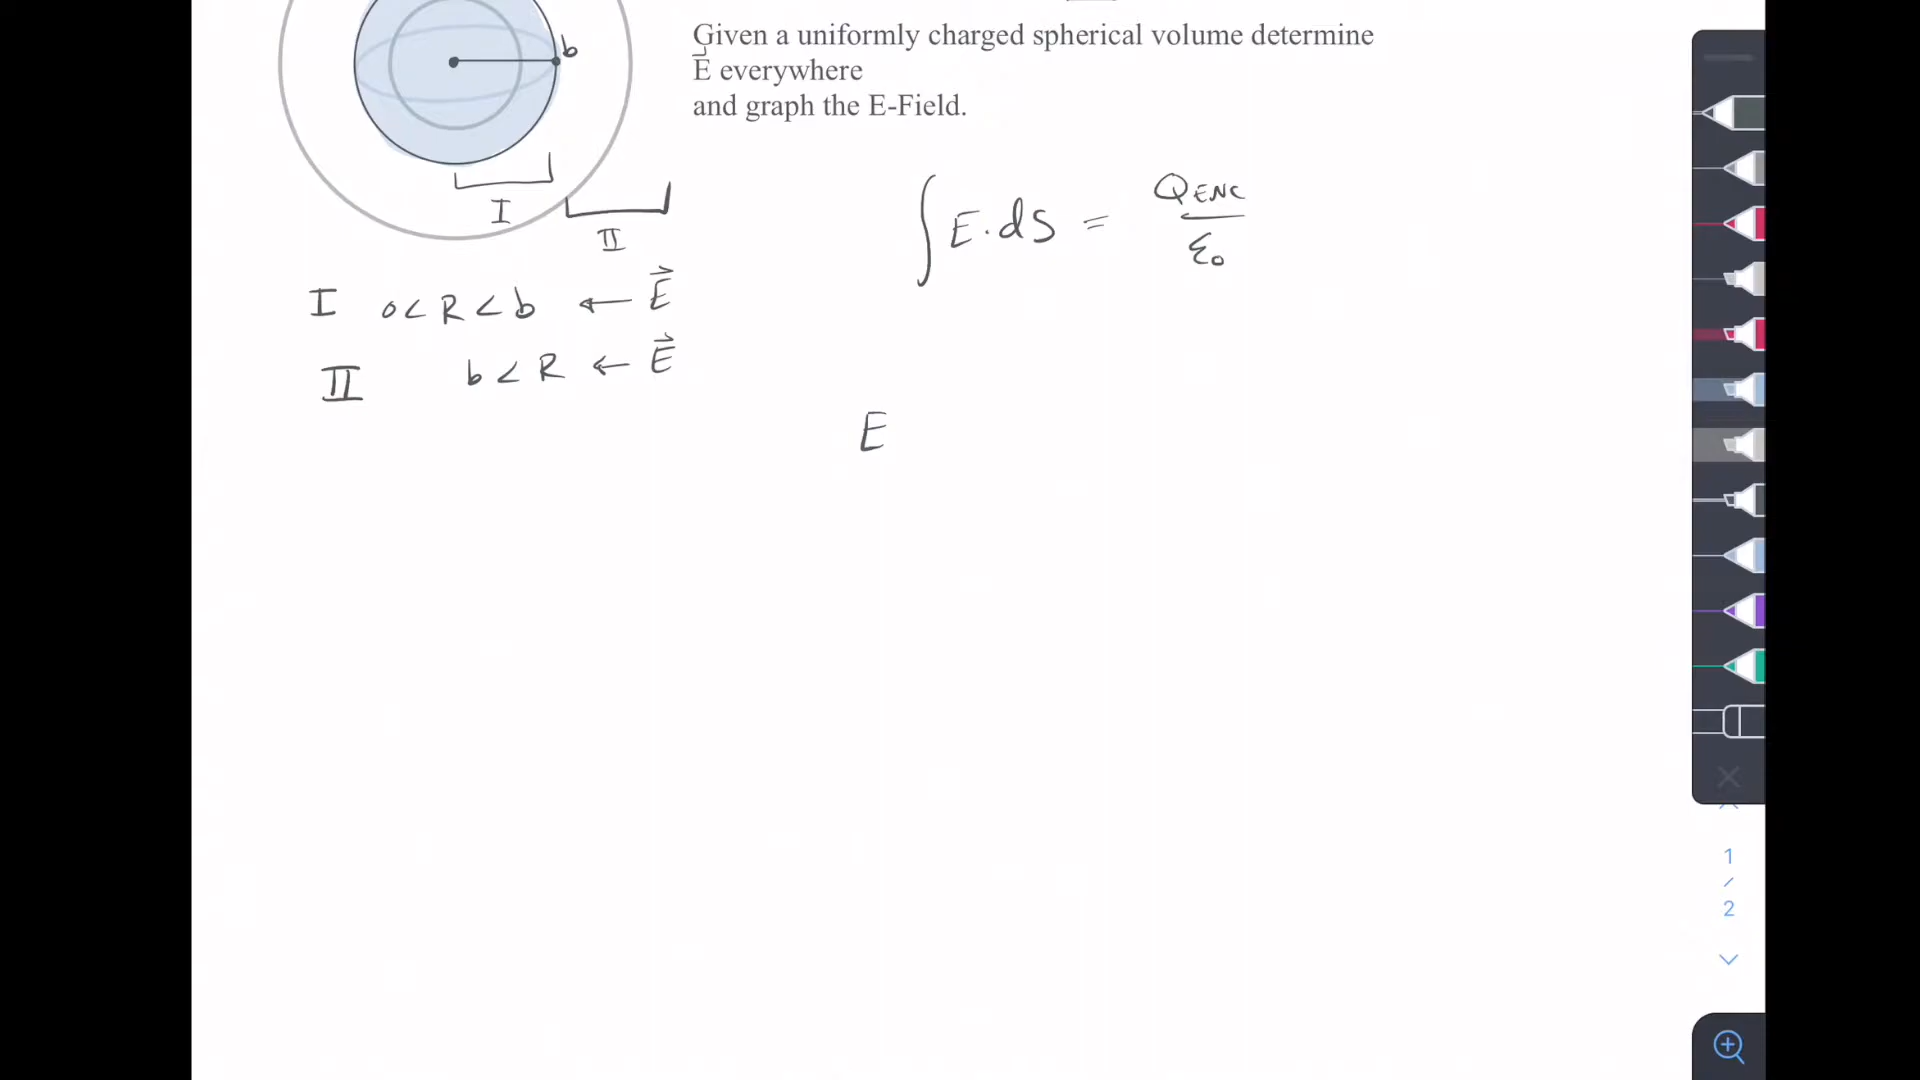 b
Given a uniformly charged spherical volume determine
E⃗ everywhere
and graph the E-Field.
I
II
∫ E · dS = QENC / ε₀
I 0 < R < b ← E⃗
II b < R ← E⃗
E
1
/
2